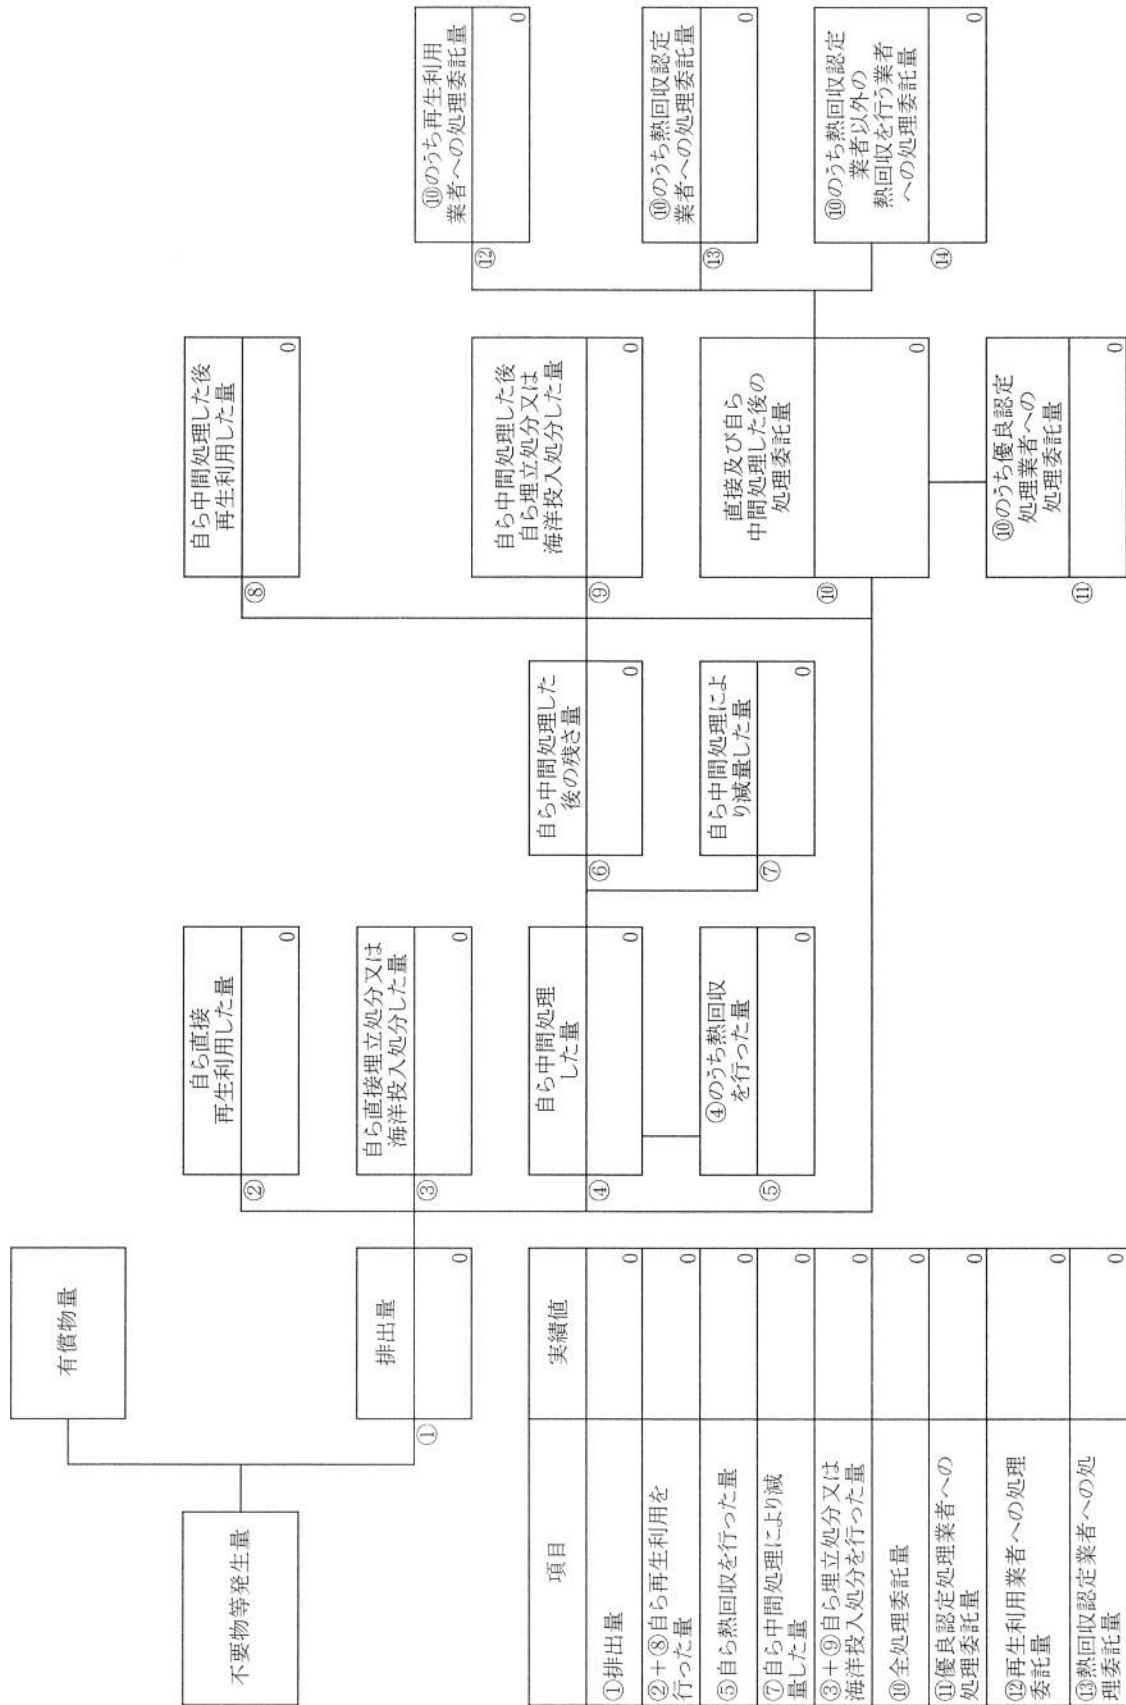 有償物量
不要物等発生量
①
排出量
0
②
自ら直接
再生利用した量
0
③
自ら直接埋立処分又は
海洋投入処分した量
0
④
自ら中間処理
した量
0
⑤
④のうち熱回収
を行った量
0
⑥
自ら中間処理した
後の残さ量
0
⑦
自ら中間処理によ
り減量した量
0
⑧
自ら中間処理した後
再生利用した量
0
⑨
自ら中間処理した後
自ら埋立処分又は
海洋投入処分した量
0
⑩
直接及び自ら
中間処理した後の
処理委託量
0
⑪
⑩のうち優良認定
処理業者への
処理委託量
0
⑫
⑩のうち再生利用
業者への処理委託量
0
⑬
⑩のうち熱回収認定
業者への処理委託量
0
⑭
⑩のうち熱回収認定
業者以外の
熱回収を行う業者
への処理委託量
0
項目
実績値
①排出量
0
②+⑧自ら再生利用を
行った量
0
⑤自ら熱回収を行った量
0
⑦自ら中間処理により減
量した量
0
③+⑨自ら埋立処分又は
海洋投入処分を行った量
0
⑩全処理委託量
0
⑪優良認定処理業者への
処理委託量
0
⑫再生利用業者への処理
委託量
0
⑬熱回収認定業者への処
理委託量
0